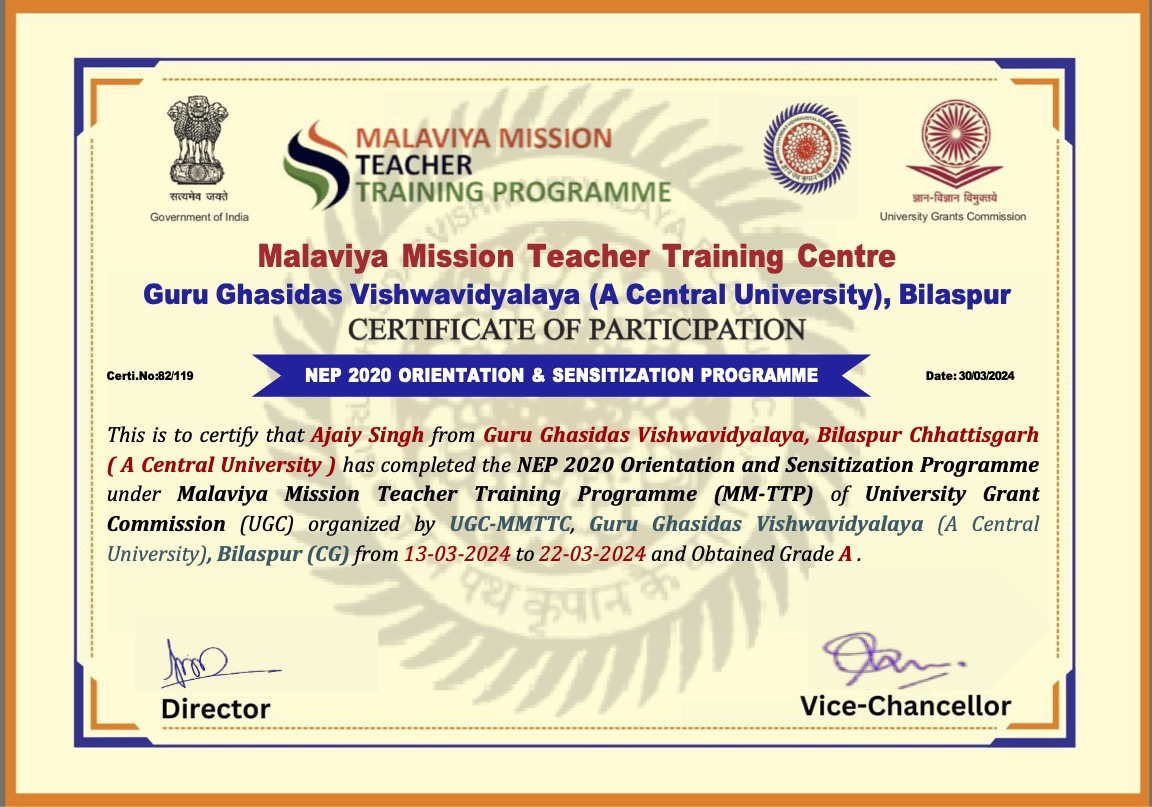 सत्यमेव जयते
Government of India
MALAVIYA MISSION
TEACHER
TRAINING PROGRAMME
ज्ञान-विज्ञान विमुक्तये
University Grants Commission
Malaviya Mission Teacher Training Centre
Guru Ghasidas Vishwavidyalaya (A Central University), Bilaspur
CERTIFICATE OF PARTICIPATION
Certi.No:82/119
NEP 2020 ORIENTATION & SENSITIZATION PROGRAMME
Date: 30/03/2024
This is to certify that Ajaiy Singh from Guru Ghasidas Vishwavidyalaya, Bilaspur Chhattisgarh
( A Central University ) has completed the NEP 2020 Orientation and Sensitization Programme
under Malaviya Mission Teacher Training Programme (MM-TTP) of University Grant
Commission (UGC) organized by UGC-MMTTC, Guru Ghasidas Vishwavidyalaya (A Central
University), Bilaspur (CG) from 13-03-2024 to 22-03-2024 and Obtained Grade A .
Director
Vice-Chancellor